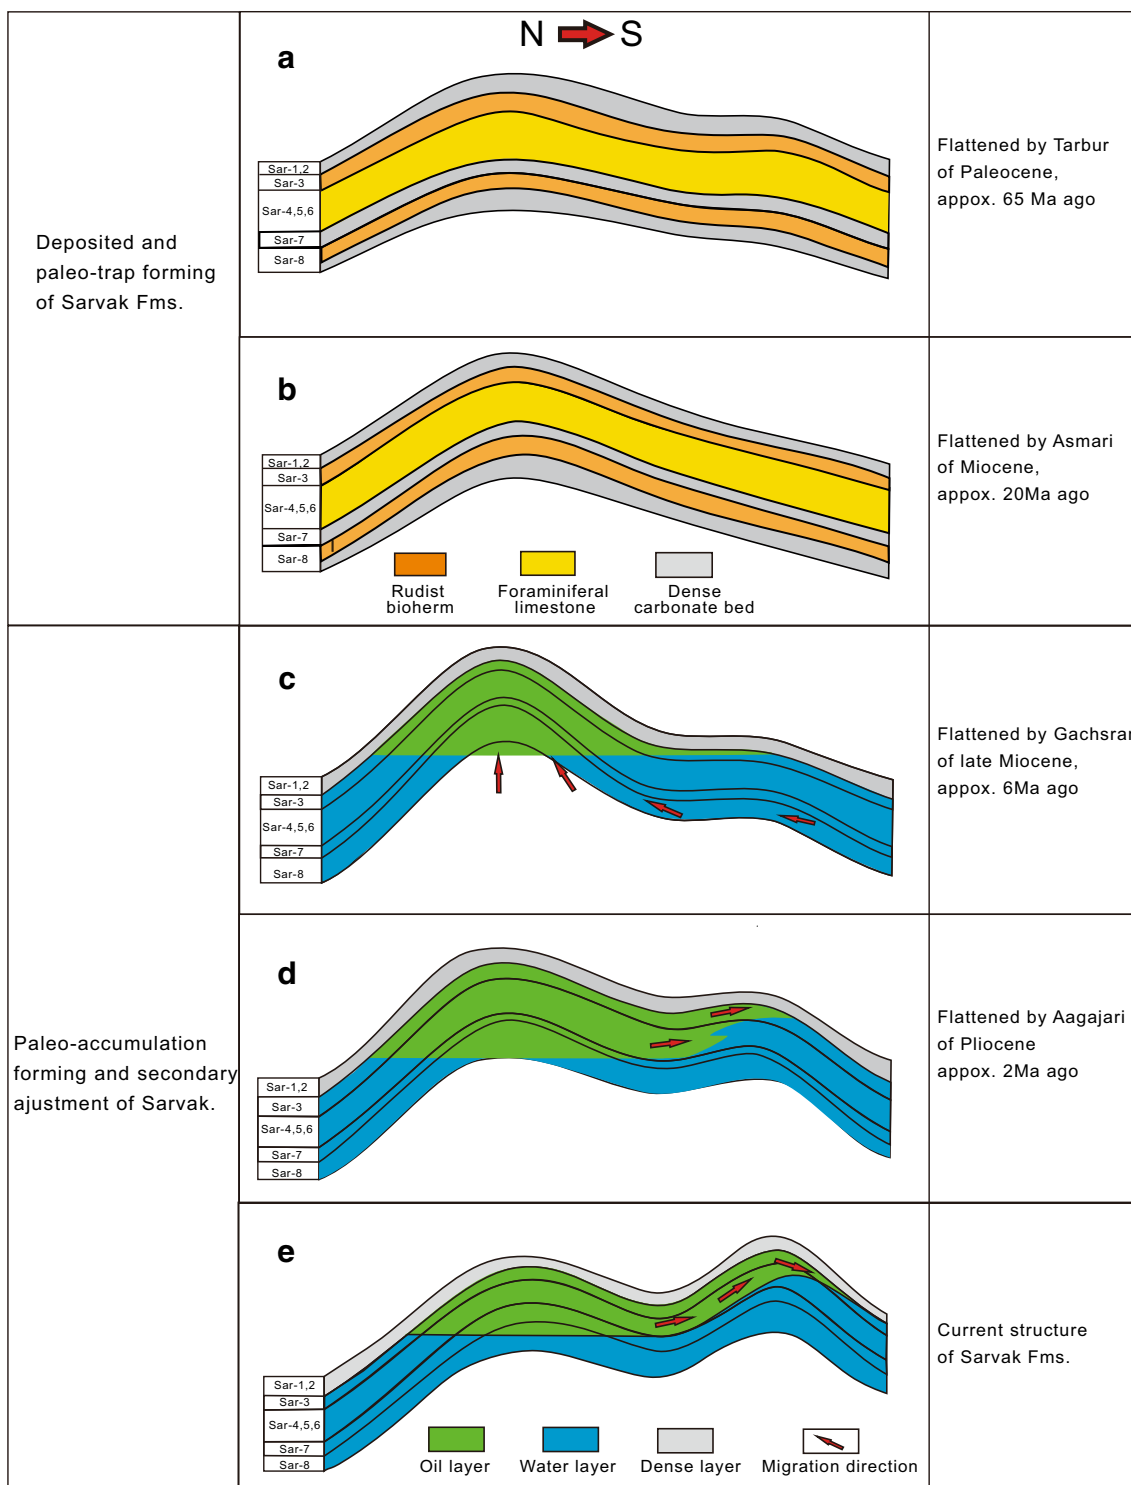 N S
a
Sar-1,2
Sar-3
Sar-4,5,6
Sar-7
Sar-8
Deposited and
paleo-trap forming
of Sarvak Fms.
Flattened by Tarbur
of Paleocene,
appox. 65 Ma ago
b
Sar-1,2
Sar-3
Sar-4,5,6
Sar-7
Sar-8
Rudist
bioherm
Foraminiferal
limestone
Dense
carbonate bed
Flattened by Asmari
of Miocene,
appox. 20Ma ago
c
Sar-1,2
Sar-3
Sar-4,5,6
Sar-7
Sar-8
Flattened by Gachsran
of late Miocene,
appox. 6Ma ago
d
Sar-1,2
Sar-3
Sar-4,5,6
Sar-7
Sar-8
Paleo-accumulation
forming and secondary
ajustment of Sarvak.
Flattened by Aagajari
of Pliocene
appox. 2Ma ago
e
Sar-1,2
Sar-3
Sar-4,5,6
Sar-7
Sar-8
Oil layer
Water layer
Dense layer
Migration direction
Current structure
of Sarvak Fms.